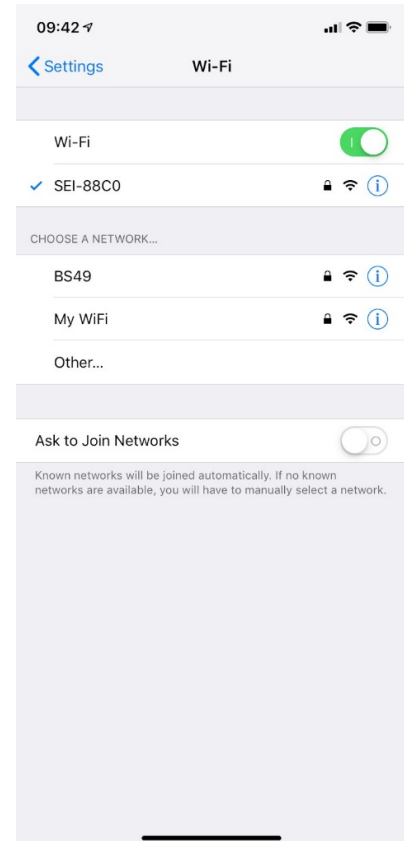 09:42
Settings
Wi-Fi
Wi-Fi
SEI-88C0
CHOOSE A NETWORK...
BS49
My WiFi
Other...
Ask to Join Networks
Known networks will be joined automatically. If no known
networks are available, you will have to manually select a network.